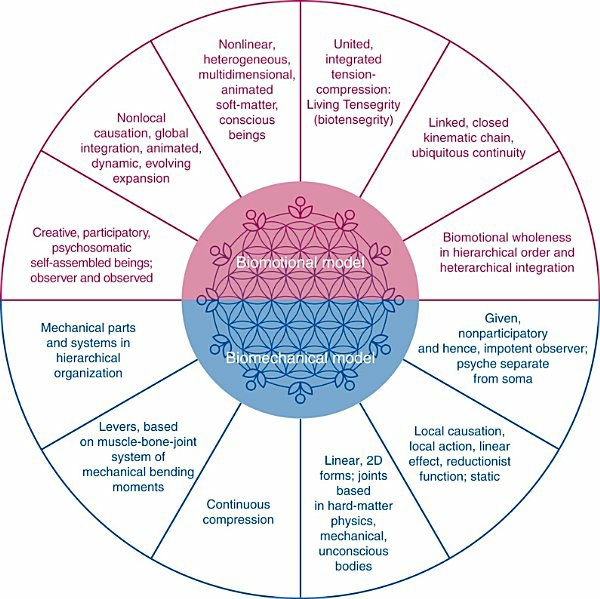 Nonlinear,
heterogeneous,
multidimensional,
animated
soft-matter,
conscious
beings
United,
integrated
tension-
compression:
Living Tensegrity
(biotensegrity)
Nonlocal
causation, global
integration, animated,
dynamic, evolving
expansion
Linked, closed
kinematic chain,
ubiquitous continuity
Creative, participatory,
psychosomatic
self-assembled beings;
observer and observed
Biomotional wholeness
in hierarchical order and
heterarchical integration
Biomotional model
Biomechanical model
Mechanical parts
and systems in
hierarchical
organization
Given,
nonparticipatory
and hence, impotent observer;
psyche separate
from soma
Levers, based
on muscle-bone-joint
system of
mechanical bending
moments
Local causation,
local action, linear
effect, reductionist
function; static
Continuous
compression
Linear, 2D
forms; joints
based
in hard-matter
physics,
mechanical,
unconscious
bodies